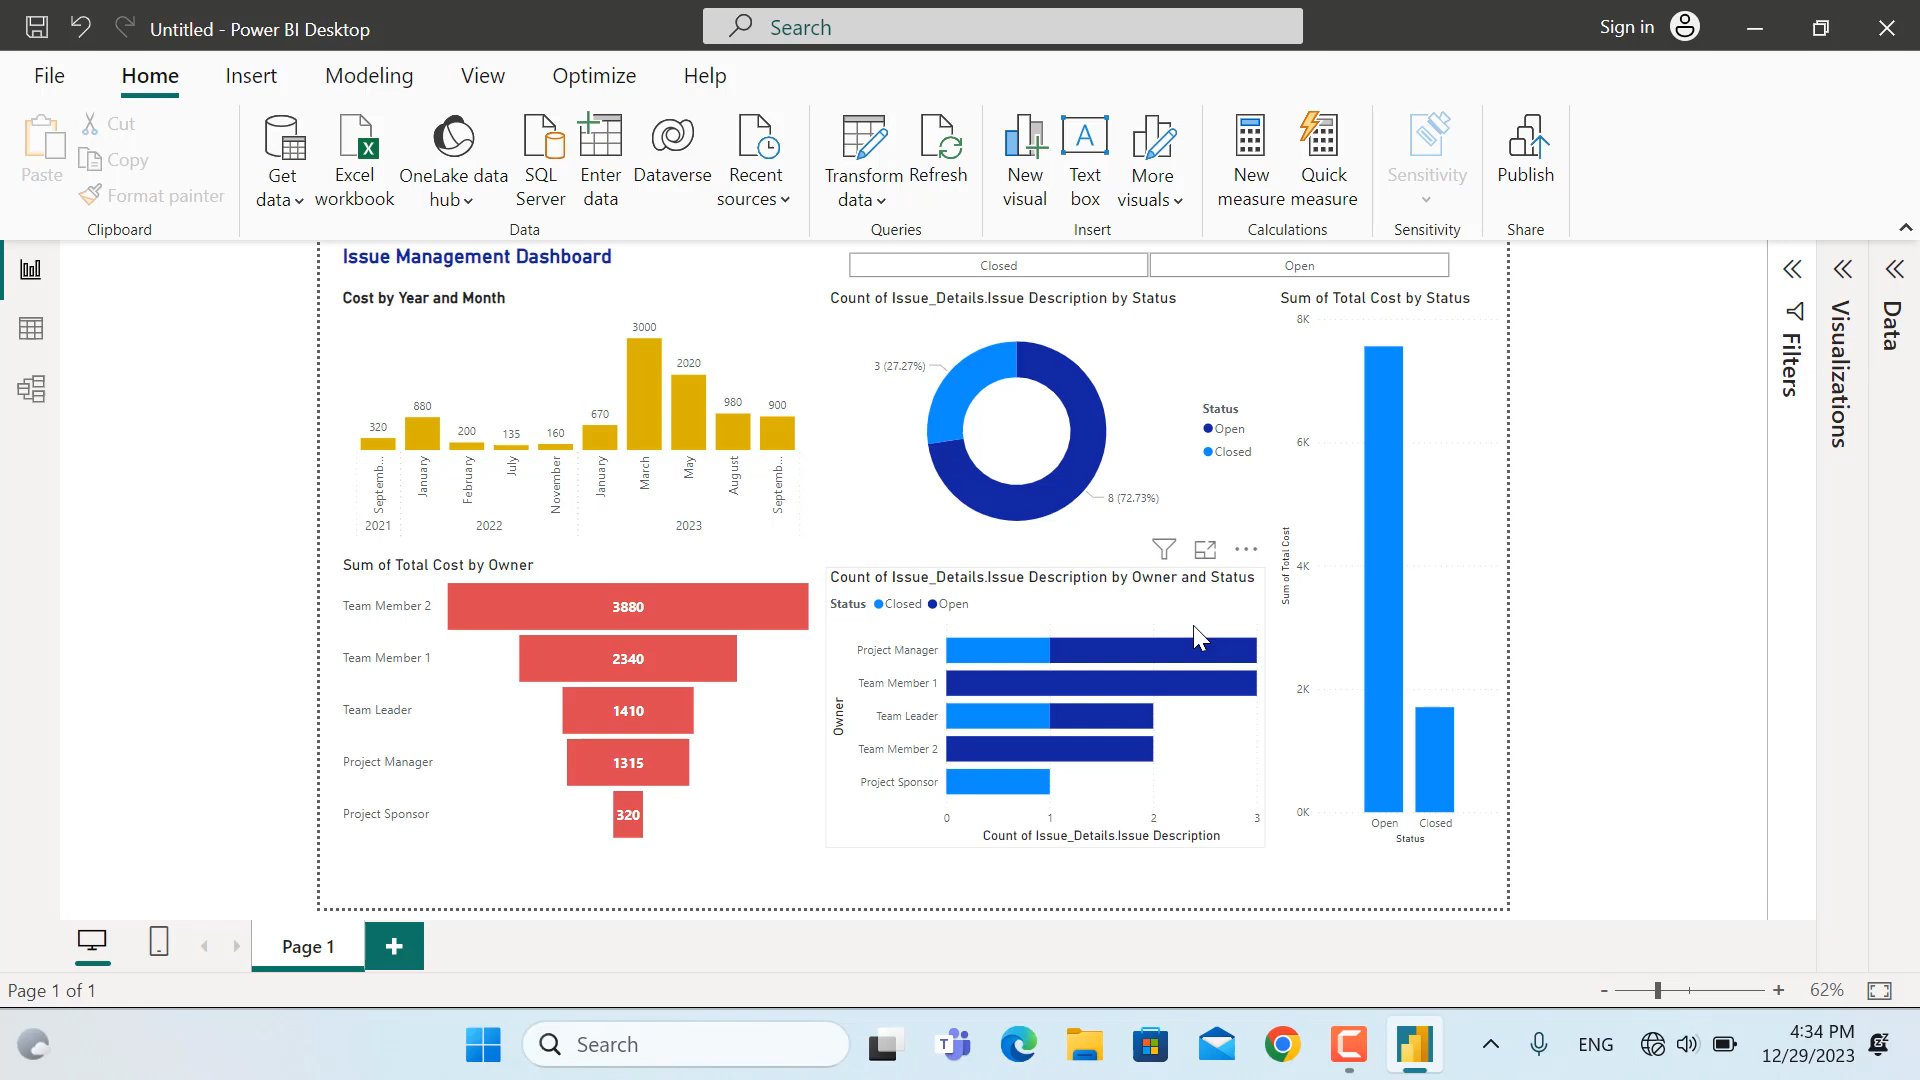 Untitled - Power BI Desktop
Search
Sign in
File
Home
Insert
Modeling
View
Optimize
Help
Paste
Cut
Copy
Format painter
Clipboard
Get data
Excel workbook
OneLake data hub
SQL Server
Enter data
Dataverse
Recent sources
Data
Transform data
Refresh
Queries
New visual
Text box
More visuals
Insert
New measure
Quick measure
Calculations
Sensitivity
Sensitivity
Publish
Share
Issue Management Dashboard
Closed
Open
Cost by Year and Month
3000
2020
980
900
880
670
320
200
135
160
Septemb...
January
February
July
November
January
March
May
August
Septemb...
2021
2022
2023
Count of Issue_Details.Issue Description by Status
3 (27.27%)
8 (72.73%)
Status
Open
Closed
Sum of Total Cost by Status
8K
6K
4K
2K
0K
Sum of Total Cost
Open
Closed
Status
Sum of Total Cost by Owner
Team Member 2
3880
Team Member 1
2340
Team Leader
1410
Project Manager
1315
Project Sponsor
320
Count of Issue_Details.Issue Description by Owner and Status
Status
Closed
Open
Owner
Project Manager
Team Member 1
Team Leader
Team Member 2
Project Sponsor
0
1
2
3
Count of Issue_Details.Issue Description
Filters
Visualizations
Data
Page 1
Page 1 of 1
62%
Search
ENG
4:34 PM
12/29/2023